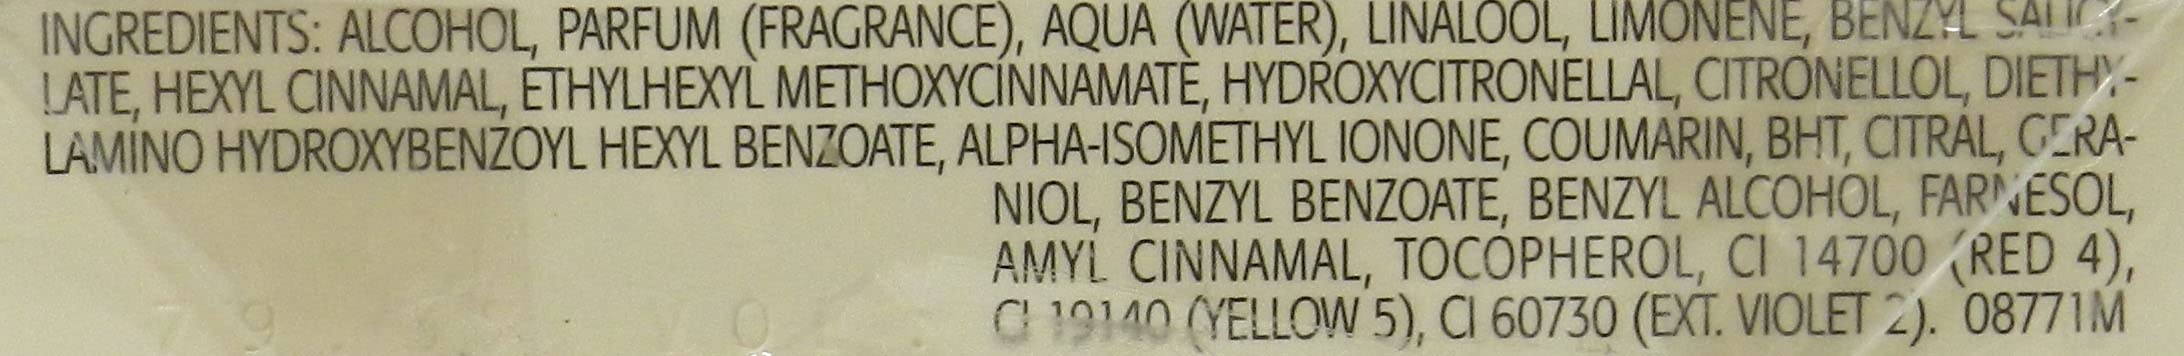 INGREDIENTS: ALCOHOL, PARFUM (FRAGRANCE), AQUA (WATER), LINALOOL, LIMONENE, BENZYL SALICY-
LATE, HEXYL CINNAMAL, ETHYLHEXYL METHOXYCINNAMATE, HYDROXYCITRONELLAL, CITRONELLOL, DIETHY-
LAMINO HYDROXYBENZOYL HEXYL BENZOATE, ALPHA-ISOMETHYL IONONE, COUMARIN, BHT, CITRAL, GERA-
NIOL, BENZYL BENZOATE, BENZYL ALCOHOL, FARNESOL,
AMYL CINNAMAL, TOCOPHEROL, CI 14700 (RED 4),
CI 19140 (YELLOW 5), CI 60730 (EXT. VIOLET 2). 08771M